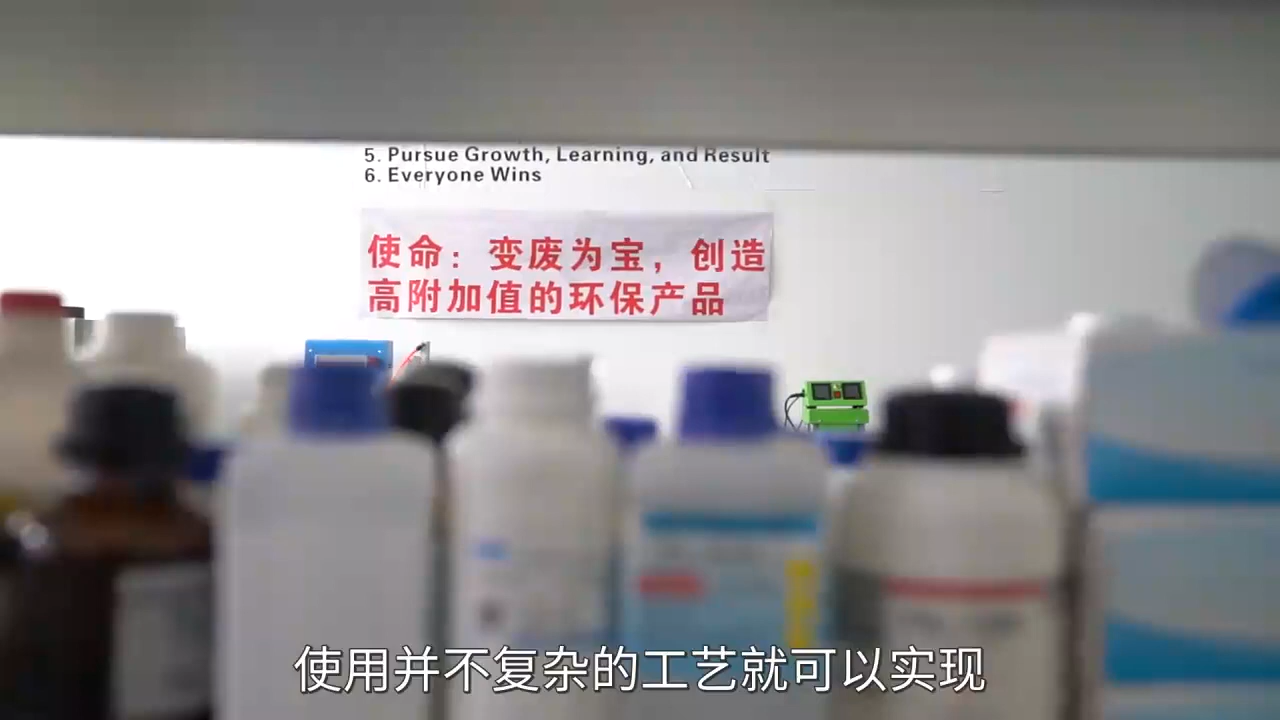 5. Pursue Growth, Learning, and Result
6. Everyone Wins
使命：变废为宝，创造
高附加值的环保产品
使用并不复杂的工艺就可以实现